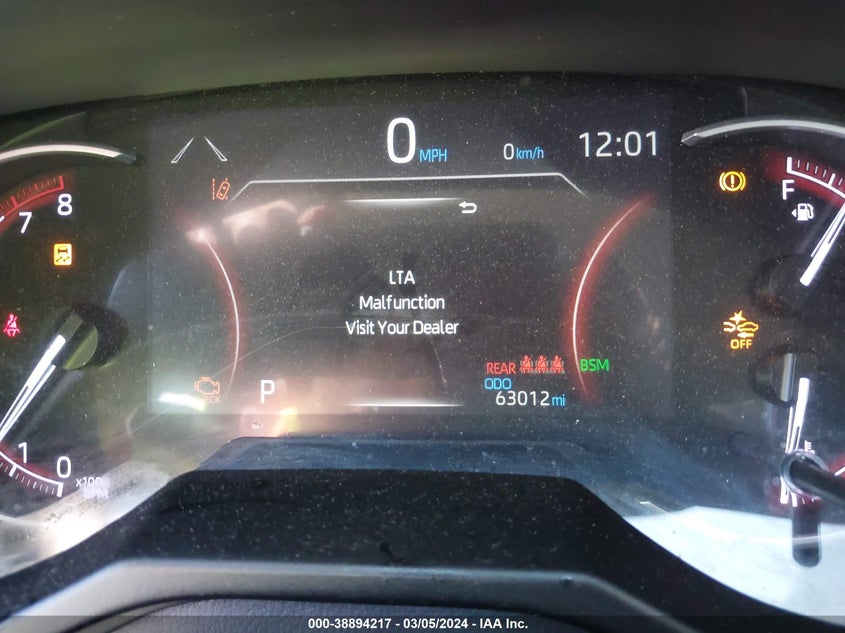 0 MPH 0 km/h 12:01
F
8
7
LTA
Malfunction
Visit Your Dealer
OFF
REAR BSM
ODO
CHECK P 63012 mi
1 0
000-38894217 - 03/05/2024 - IAA Inc.